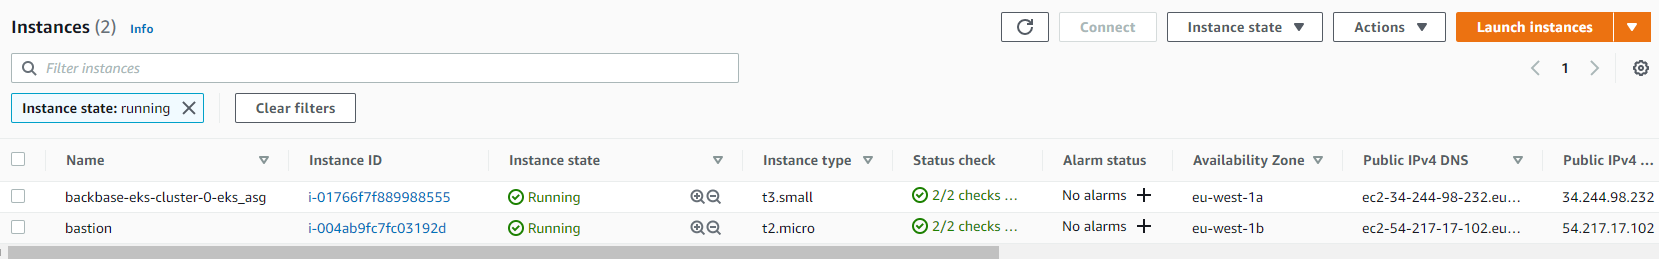 Instances (2) Info Connect Instance state Actions Launch instances
Filter instances 1
Instance state: running Clear filters
Name Instance ID Instance state Instance type Status check Alarm status Availability Zone Public IPv4 DNS Public IPv4 ...
backbase-eks-cluster-0-eks_asg i-01766f7f889988555 Running t3.small 2/2 checks ... No alarms + eu-west-1a ec2-34-244-98-232.eu... 34.244.98.232
bastion i-004ab9fc7fc03192d Running t2.micro 2/2 checks ... No alarms + eu-west-1b ec2-54-217-17-102.eu... 54.217.17.102